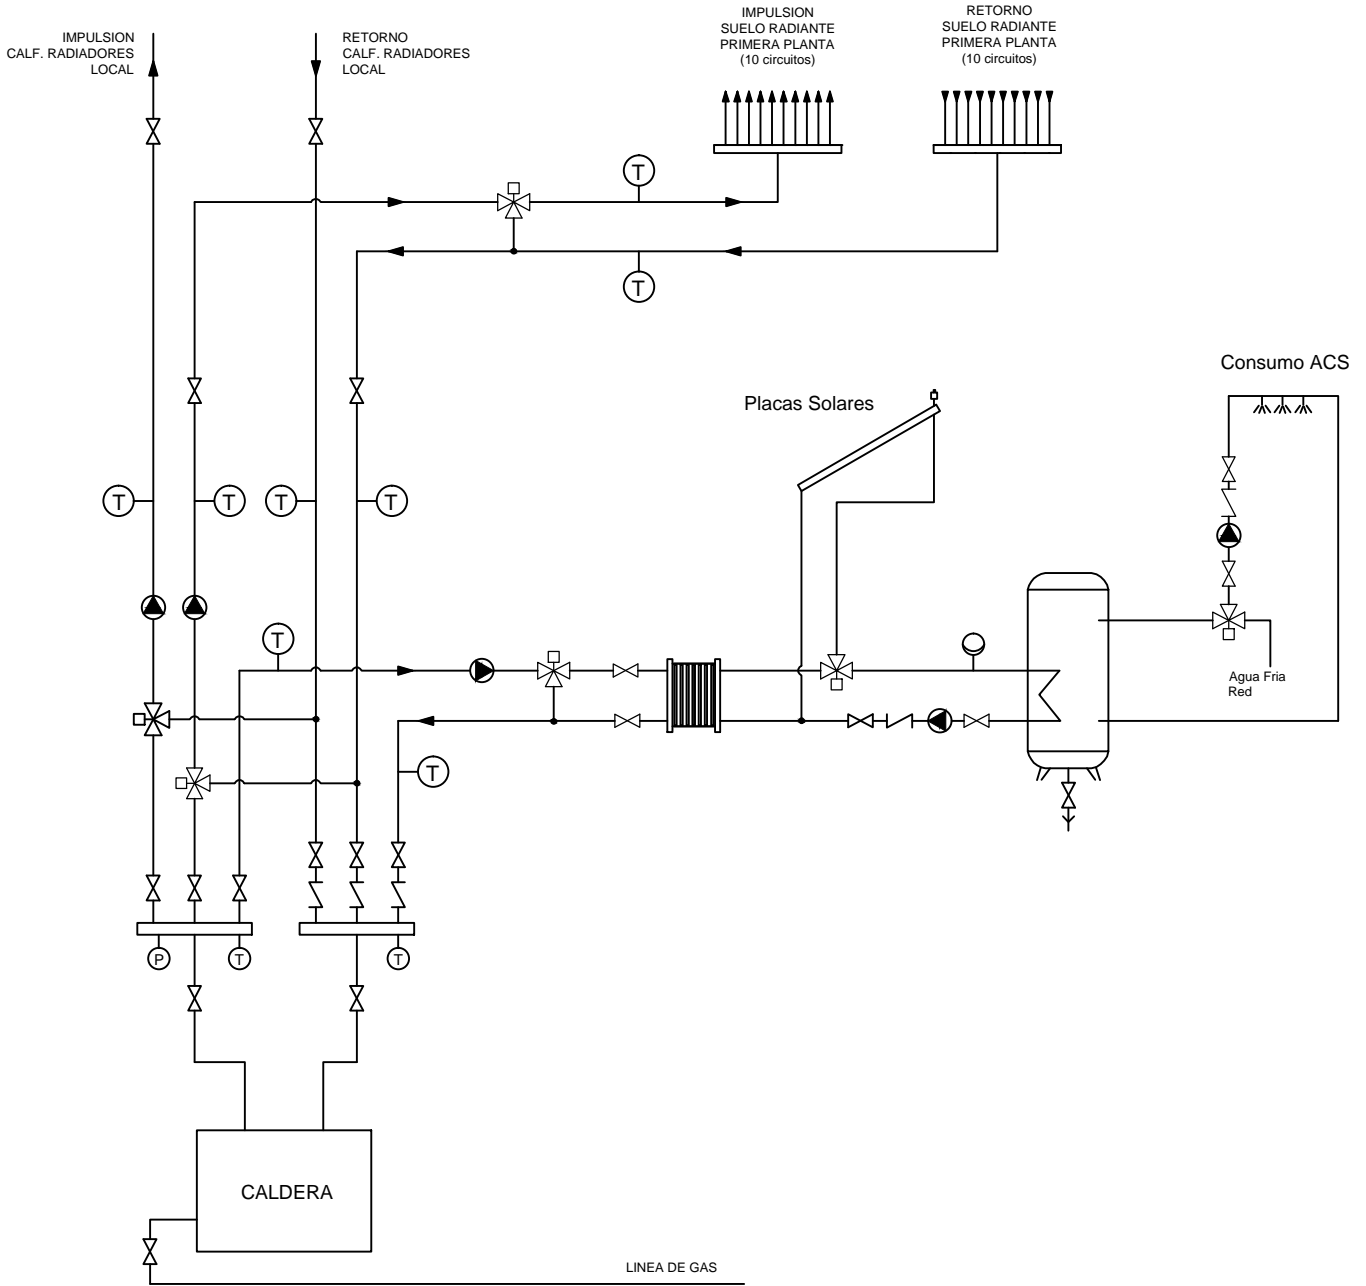 IMPULSION
CALF. RADIADORES
LOCAL
RETORNO
CALF. RADIADORES
LOCAL
IMPULSION
SUELO RADIANTE
PRIMERA PLANTA
(10 circuitos)
RETORNO
SUELO RADIANTE
PRIMERA PLANTA
(10 circuitos)
T
T
Consumo ACS
Placas Solares
T
T
T
T
T
Agua Fria
Red
T
P
T
T
CALDERA
LINEA DE GAS